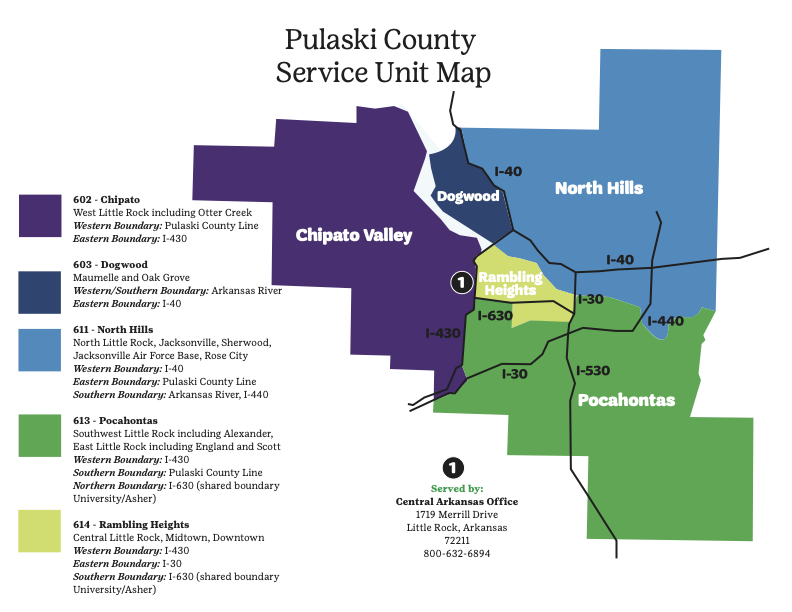 Pulaski County
Service Unit Map
602 - Chipato
West Little Rock including Otter Creek
Western Boundary: Pulaski County Line
Eastern Boundary: I-430
603 - Dogwood
Maumelle and Oak Grove
Western/Southern Boundary: Arkansas River
Eastern Boundary: I-40
611 - North Hills
North Little Rock, Jacksonville, Sherwood,
Jacksonville Air Force Base, Rose City
Western Boundary: I-40
Eastern Boundary: Pulaski County Line
Southern Boundary: Arkansas River, I-440
613 - Pocahontas
Southwest Little Rock including Alexander,
East Little Rock including England and Scott
Western Boundary: I-430
Southern Boundary: Pulaski County Line
Northern Boundary: I-630 (shared boundary
University/Asher)
614 - Rambling Heights
Central Little Rock, Midtown, Downtown
Western Boundary: I-430
Eastern Boundary: I-30
Southern Boundary: I-630 (shared boundary
University/Asher)
I-40
Dogwood
North Hills
Chipato Valley
I-40
1
Rambling
Heights
I-30
I-630
I-440
I-430
I-30
I-530
Pocahontas
1
Served by:
Central Arkansas Office
1719 Merrill Drive
Little Rock, Arkansas
72211
800-632-6894